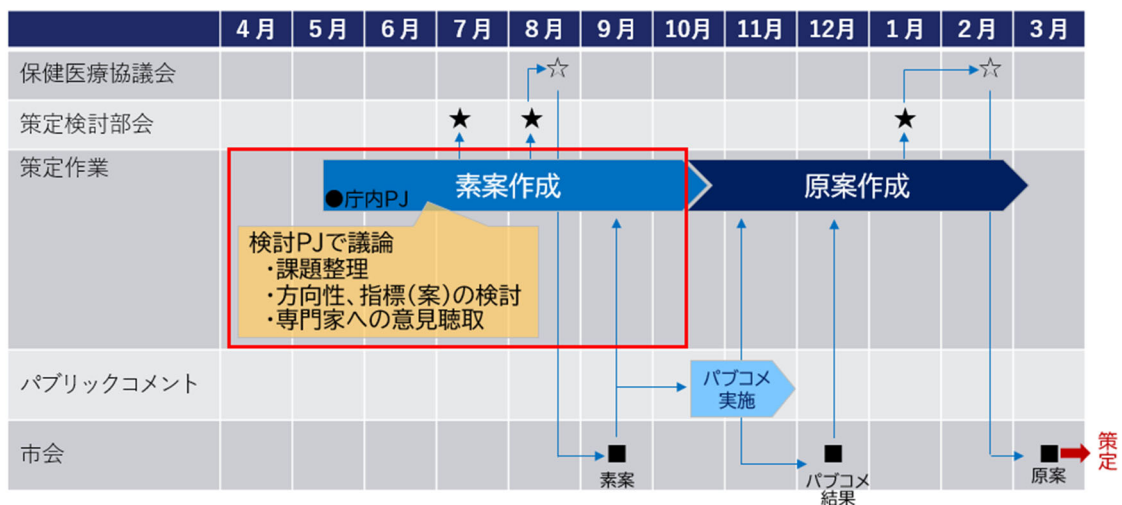 4月 5月 6月 7月 8月 9月 10月 11月 12月 1月 2月 3月
保健医療協議会 ☆ ☆
策定検討部会 ★ ★ ★
策定作業
素案作成 原案作成
●庁内PJ
検討PJで議論
・課題整理
・方向性、指標(案)の検討
・専門家への意見聴取
パブリックコメント
パブコメ
実施
市会
■ ■ ■
素案
パブコメ
結果
原案
策
定